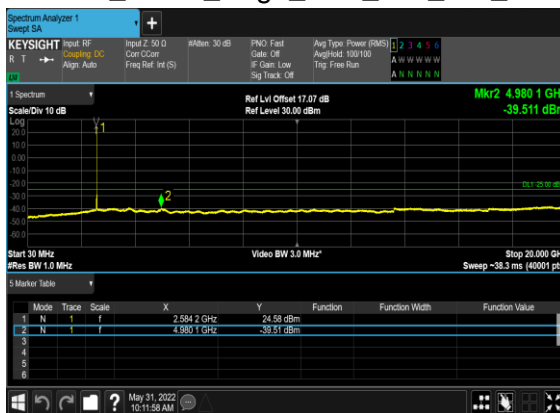 Spectrum Analyzer 1
Swept SA
+
KEYSIGHT Input: RF Input Z: 50 Ω #Atten: 30 dB PNO: Fast Avg Type: Power (RMS) 1 2 3 4 5 6
R T Coupling: DC Corr CCorr Gate: Off Avg|Hold: 100/100 A W W W W W
Align: Auto Freq Ref: Int (S) IF Gain: Low Trig: Free Run A N N N N N
LXI Sig Track: Off
1 Spectrum Ref Lvl Offset 17.07 dB Mkr2 4.980 1 GH
Scale/Div 10 dB Ref Level 30.00 dBm -39.511 dBr
Log
20.0 1
10.0
0.00
-10.0
-20.0 DL1 -25.00 dB
-30.0 2
-40.0
-50.0
-60.0
Start 30 MHz Video BW 3.0 MHz* Stop 20.000 GH
#Res BW 1.0 MHz Sweep ~38.3 ms (40001 pt
5 Marker Table
Mode Trace Scale X Y Function Function Width Function Value
1 N 1 f 2.584 2 GHz 24.58 dBm
2 N 1 f 4.980 1 GHz -39.51 dBm
3
4
5
6
? May 31, 2022
10:11:58 AM